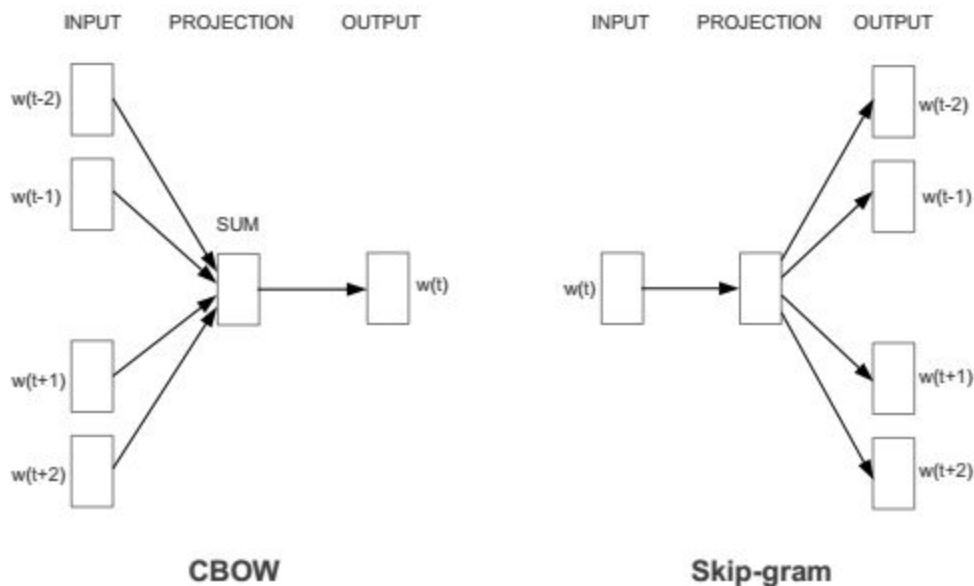 INPUT PROJECTION OUTPUT
w(t-2)
w(t-1)
SUM
w(t)
w(t+1)
w(t+2)
CBOW
INPUT PROJECTION OUTPUT
w(t-2)
w(t-1)
w(t)
w(t+1)
w(t+2)
Skip-gram